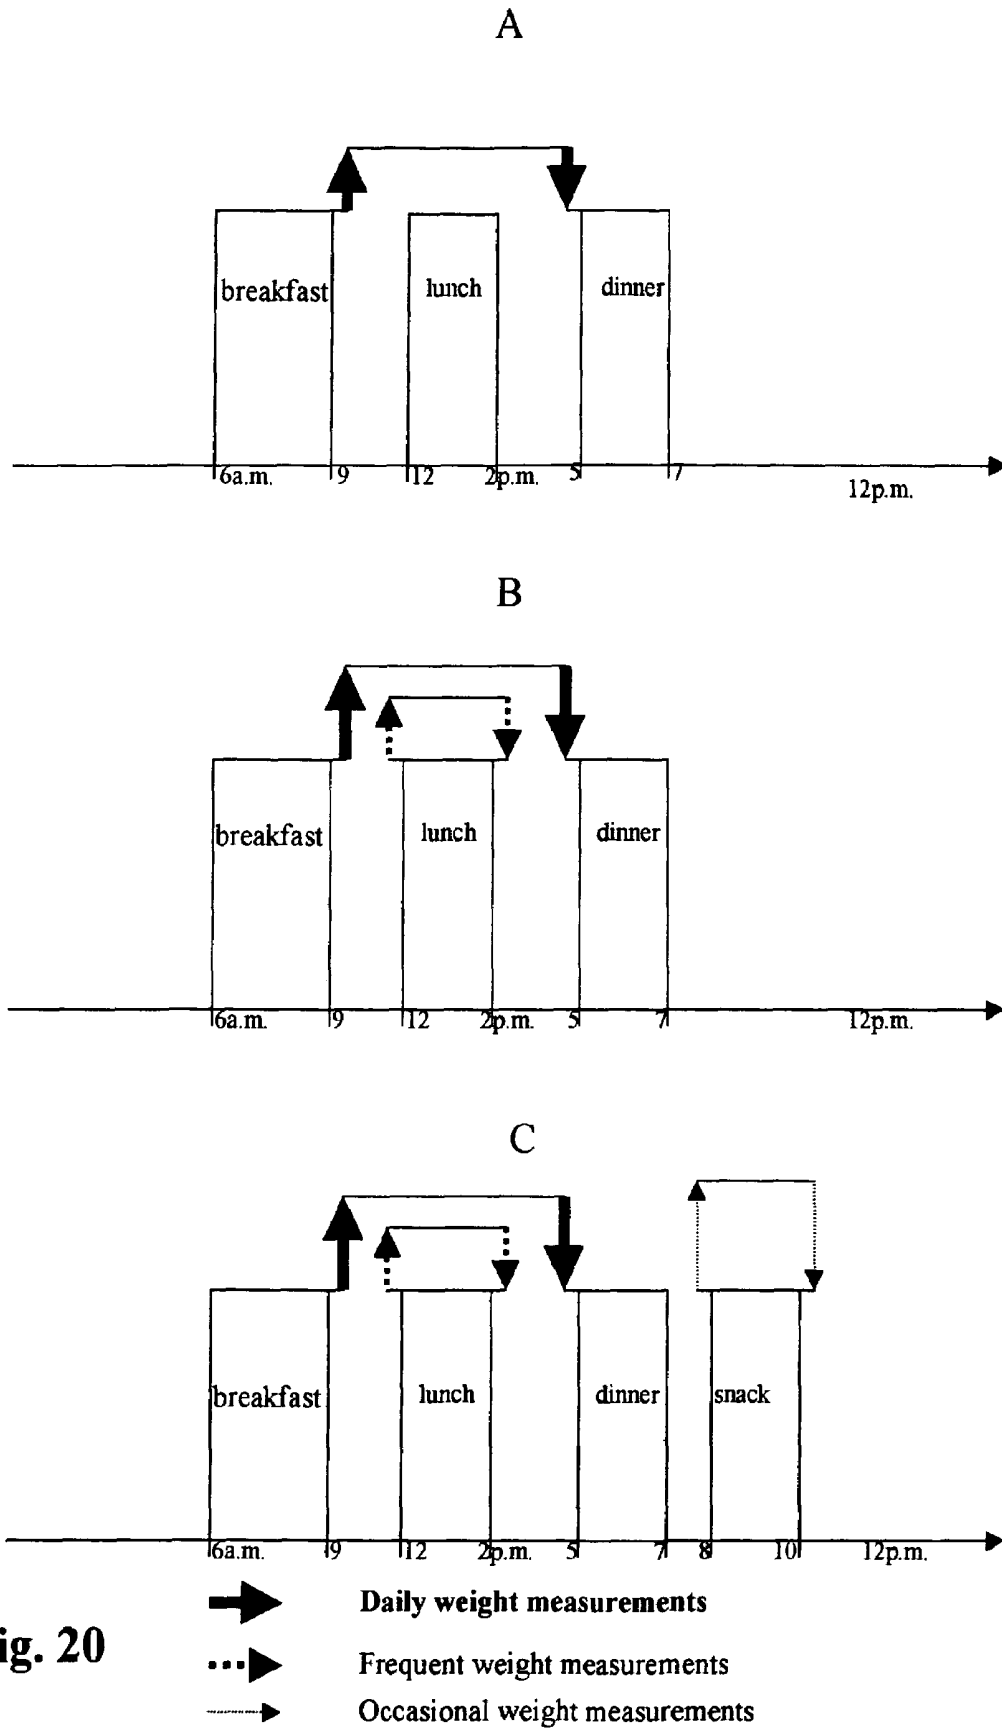 A
breakfast lunch dinner
6a.m. 9 12 2p.m. 5 7 12p.m.
B
breakfast lunch dinner
6a.m. 9 12 2p.m. 5 7 12p.m.
C
breakfast lunch dinner snack
6a.m. 9 12 2p.m. 5 7 8 10 12p.m.
Daily weight measurements
ig. 20
Frequent weight measurements
Occasional weight measurements